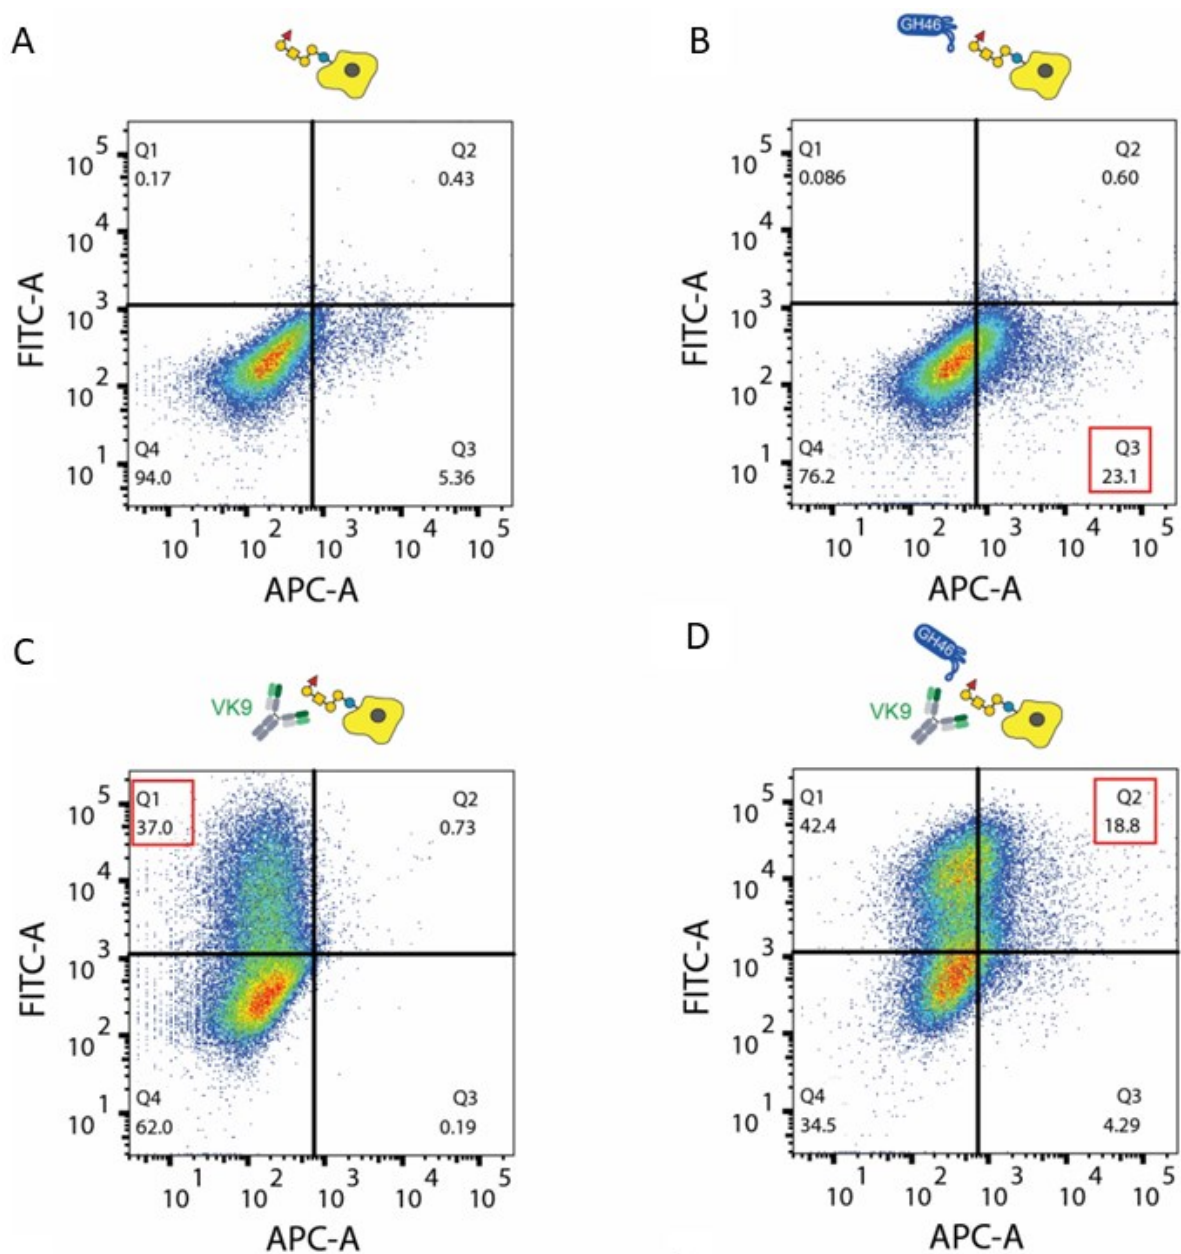 A
Q1
0.17
Q2
0.43
Q4
94.0
Q3
5.36
10 5
10 4
10 3
10 2
10 1
FITC-A
10 1
10 2
10 3
10 4
10 5
APC-A
B
GH46
Q1
0.086
Q2
0.60
Q4
76.2
Q3
23.1
10 5
10 4
10 3
10 2
10 1
FITC-A
10 1
10 2
10 3
10 4
10 5
APC-A
C
VK9
Q1
37.0
Q2
0.73
Q4
62.0
Q3
0.19
10 5
10 4
10 3
10 2
10 1
FITC-A
10 1
10 2
10 3
10 4
10 5
APC-A
D
GH46
VK9
Q1
42.4
Q2
18.8
Q4
34.5
Q3
4.29
10 5
10 4
10 3
10 2
10 1
FITC-A
10 1
10 2
10 3
10 4
10 5
APC-A